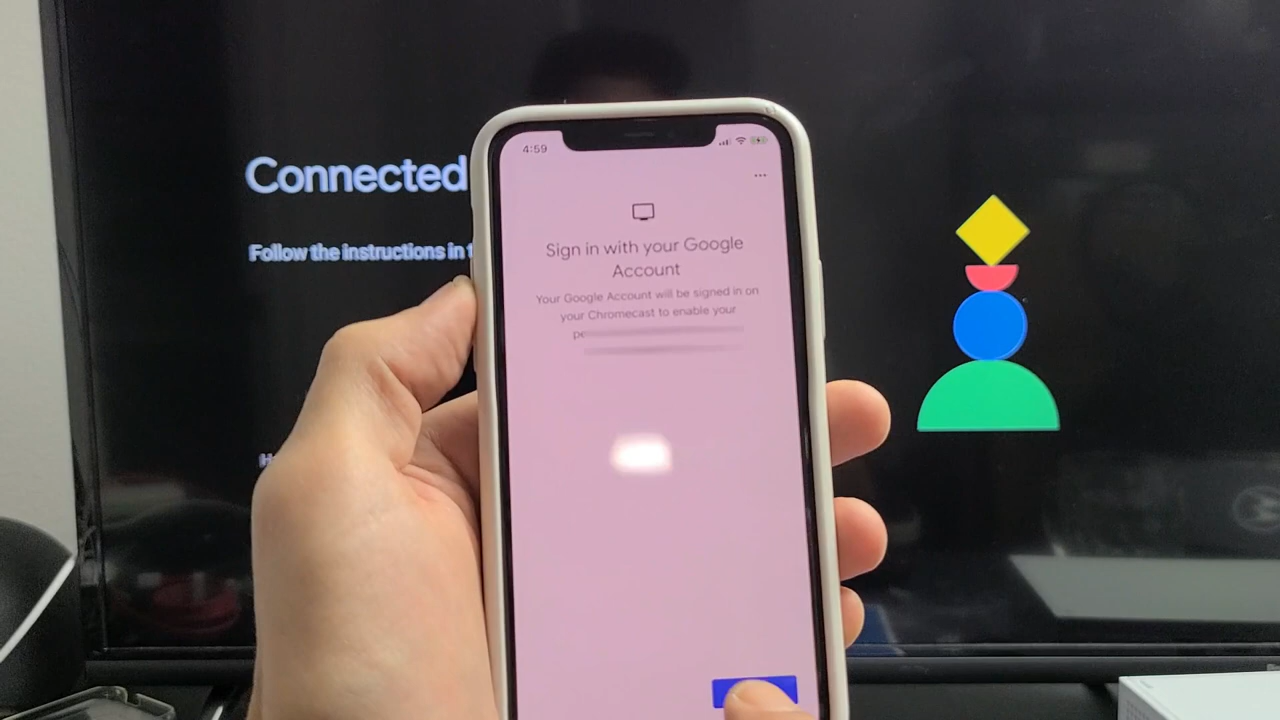 Connected
Follow the instructions in
4:59
Sign in with your Google
Account
Your Google Account will be signed in on
your Chromecast to enable your